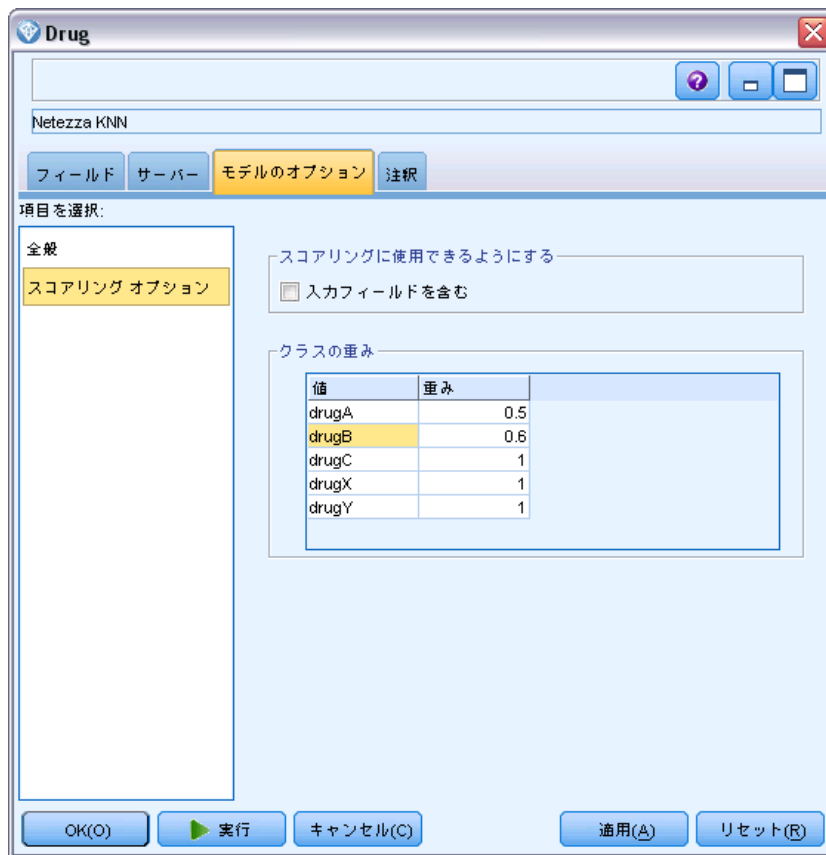 Drug
Netezza KNN
フィールド サーバー モデルのオプション 注釈
項目を選択:
全般
スコアリング オプション
スコアリングに使用できるようにする
入力フィールドを含む
クラスの重み
値 重み
drugA 0.5
drugB 0.6
drugC 1
drugX 1
drugY 1
OK(O) 実行 キャンセル(C) 適用(A) リセット(R)